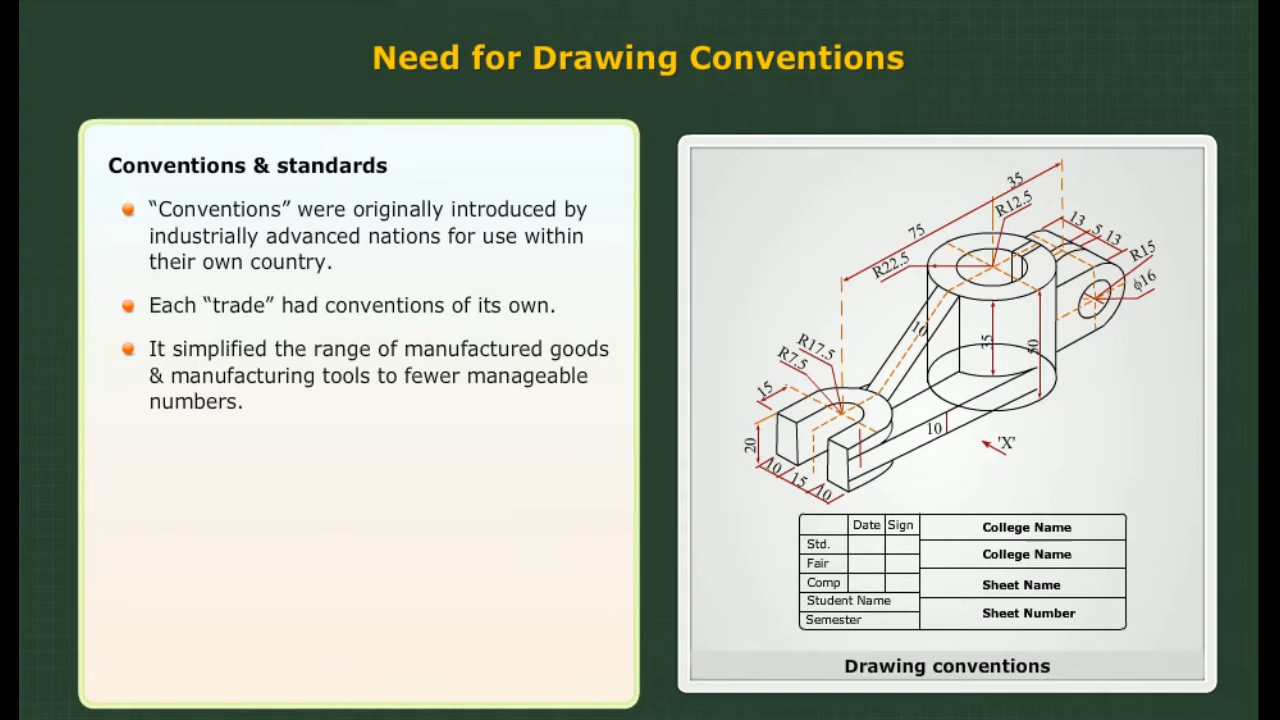 Need for Drawing Conventions
Conventions & standards
“Conventions” were originally introduced by
industrially advanced nations for use within
their own country.
Each “trade” had conventions of its own.
It simplified the range of manufactured goods
& manufacturing tools to fewer manageable
numbers.
35
R12.5
75
13 5 13
R22.5
R15
ϕ16
10
35
R17.5
R7.5
15
20
10
'X'
10 15 10
Date Sign
College Name
Std.
College Name
Fair
Comp
Sheet Name
Student Name
Sheet Number
Semester
Drawing conventions